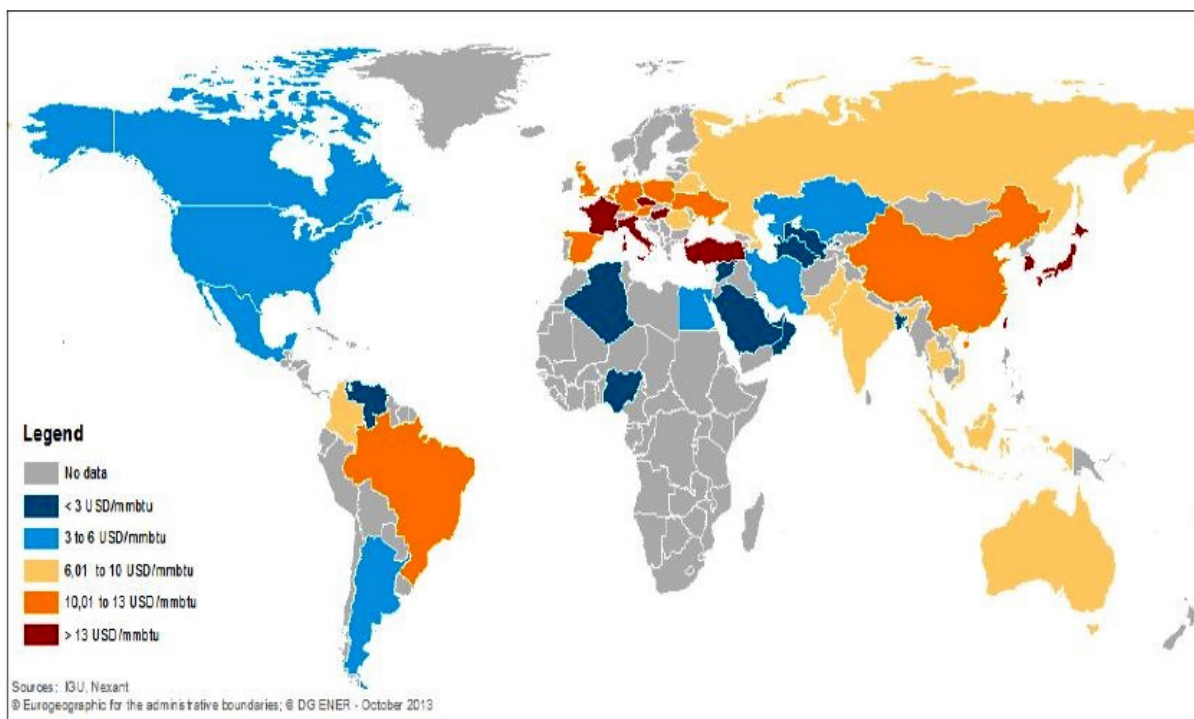 Legend
No data
< 3 USD/mmbtu
3 to 6 USD/mmbtu
6,01 to 10 USD/mmbtu
10,01 to 13 USD/mmbtu
> 13 USD/mmbtu
Sources: IGU, Nexant
© Eurogeographic for the administrative boundaries; © DG ENER - October 2013